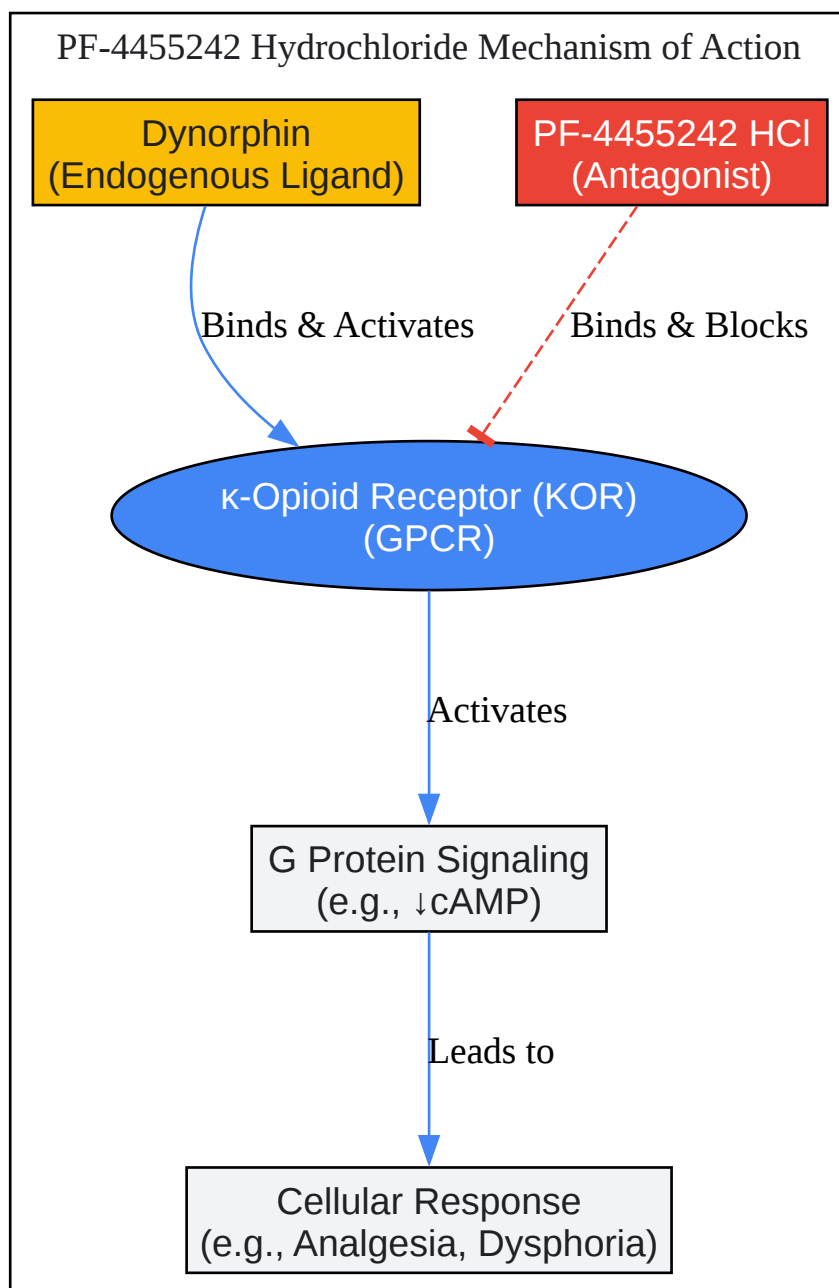 PF-4455242 Hydrochloride Mechanism of Action
Dynorphin
(Endogenous Ligand)
PF-4455242 HCl
(Antagonist)
Binds & Activates
Binds & Blocks
κ-Opioid Receptor (KOR)
(GPCR)
Activates
G Protein Signaling
(e.g., ↓cAMP)
Leads to
Cellular Response
(e.g., Analgesia, Dysphoria)